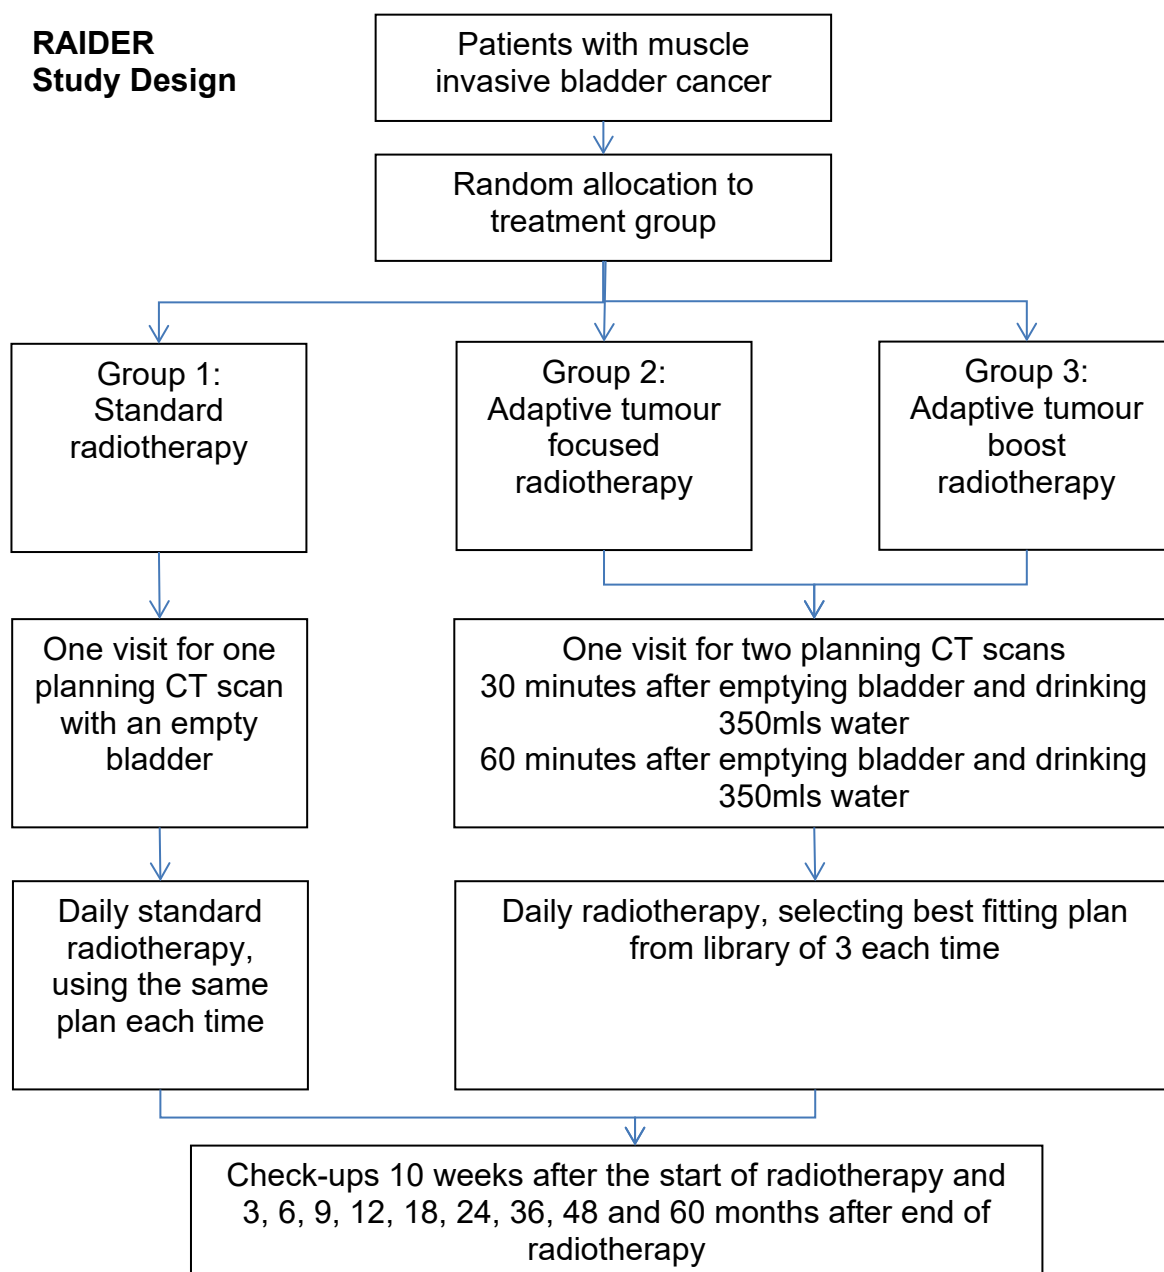 RAIDER
Study Design
Patients with muscle
invasive bladder cancer
Random allocation to
treatment group
Group 1:
Standard
radiotherapy
Group 2:
Adaptive tumour
focused
radiotherapy
Group 3:
Adaptive tumour
boost
radiotherapy
One visit for one
planning CT scan
with an empty
bladder
One visit for two planning CT scans
30 minutes after emptying bladder and drinking
350mls water
60 minutes after emptying bladder and drinking
350mls water
Daily standard
radiotherapy,
using the same
plan each time
Daily radiotherapy, selecting best fitting plan
from library of 3 each time
Check-ups 10 weeks after the start of radiotherapy and
3, 6, 9, 12, 18, 24, 36, 48 and 60 months after end of
radiotherapy